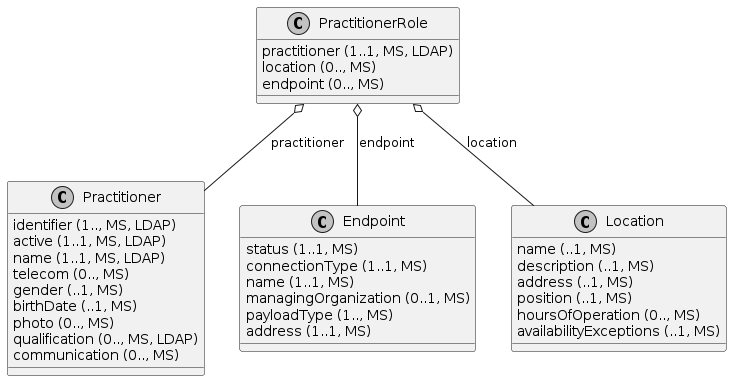 C PractitionerRole
practitioner (1..1, MS, LDAP)
location (0.., MS)
endpoint (0.., MS)
practitioner
endpoint
location
C Practitioner
identifier (1.., MS, LDAP)
active (1..1, MS, LDAP)
name (1..1, MS, LDAP)
telecom (0.., MS)
gender (..1, MS)
birthDate (..1, MS)
photo (0.., MS)
qualification (0.., MS, LDAP)
communication (0.., MS)
C Endpoint
status (1..1, MS)
connectionType (1..1, MS)
name (1..1, MS)
managingOrganization (0..1, MS)
payloadType (1.., MS)
address (1..1, MS)
C Location
name (..1, MS)
description (..1, MS)
address (..1, MS)
position (..1, MS)
hoursOfOperation (0.., MS)
availabilityExceptions (..1, MS)